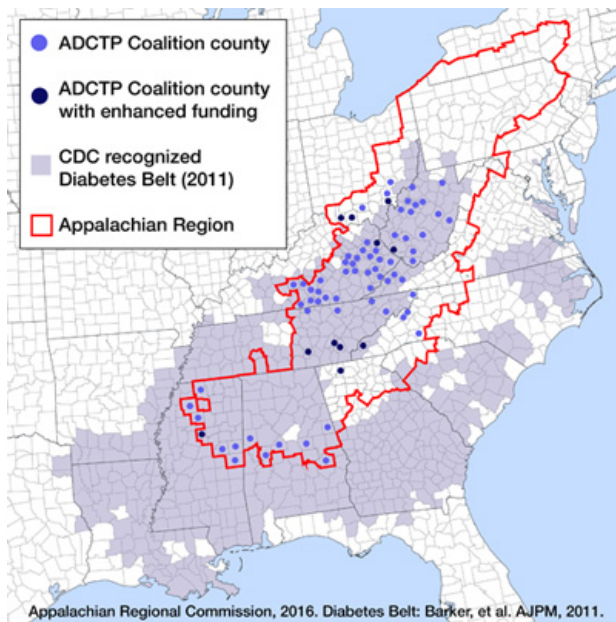 ADCTP Coalition county
ADCTP Coalition county
with enhanced funding
CDC recognized
Diabetes Belt (2011)
Appalachian Region
Appalachian Regional Commission, 2016. Diabetes Belt: Barker, et al. AJPM, 2011.